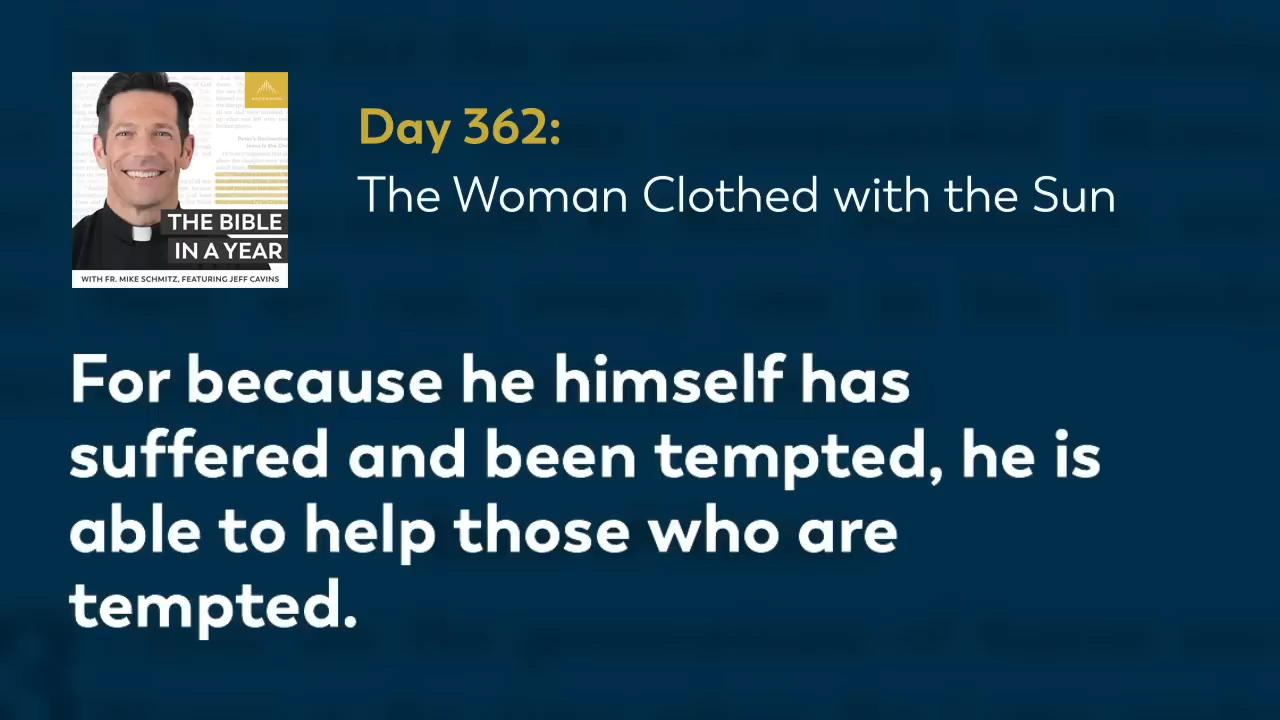 THE BIBLE
IN A YEAR
WITH FR. MIKE SCHMITZ, FEATURING JEFF CAVINS
Day 362:
The Woman Clothed with the Sun
For because he himself has
suffered and been tempted, he is
able to help those who are
tempted.